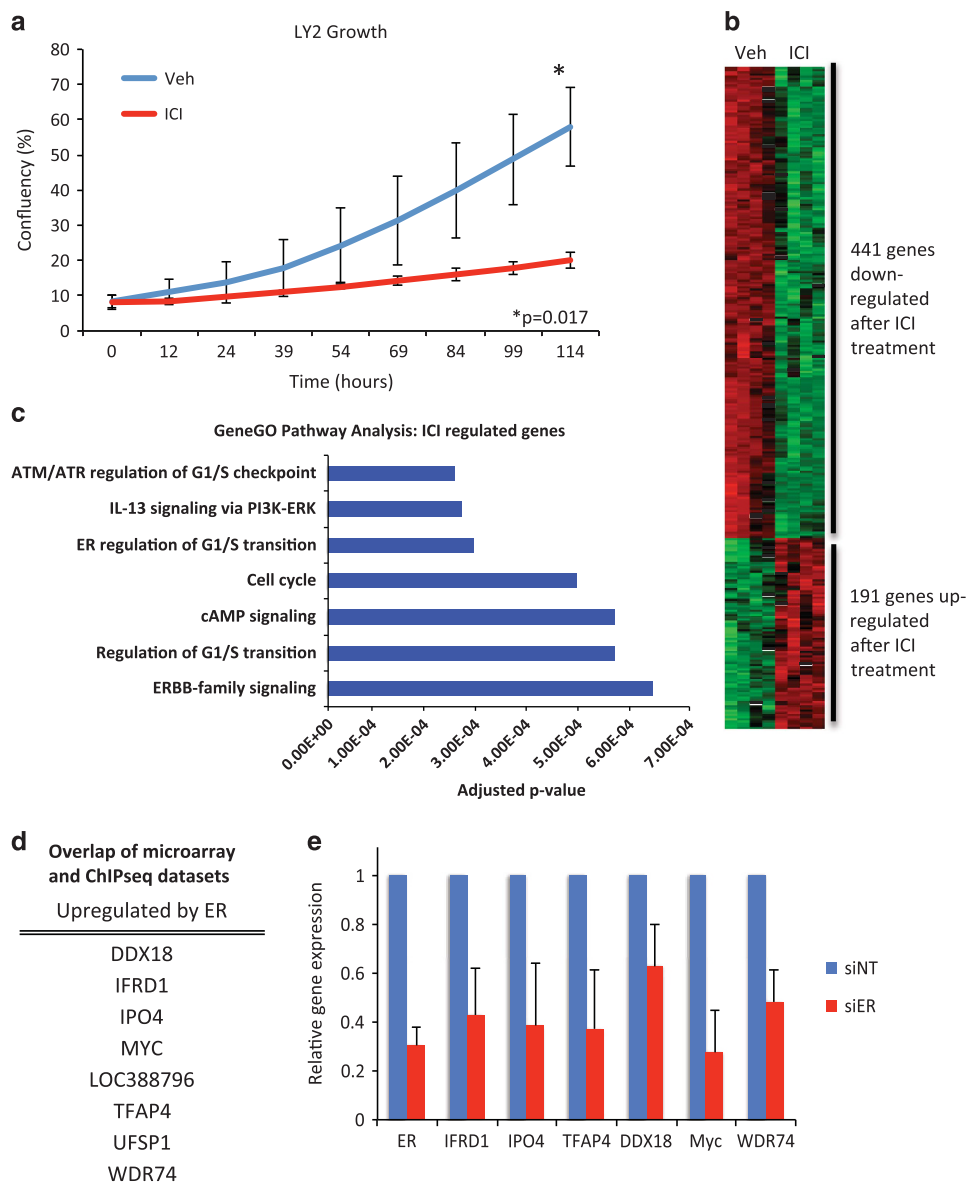 a
LY2 Growth
80
70
60
50
40
30
20
10
0
Confluency (%)
Veh
ICI
*
*p=0.017
0 12 24 39 54 69 84 99 114
Time (hours)
b
Veh ICI
441 genes
down-
regulated
after ICI
treatment
191 genes up-
regulated
after ICI
treatment
c
GeneGO Pathway Analysis: ICI regulated genes
ATM/ATR regulation of G1/S checkpoint
IL-13 signaling via PI3K-ERK
ER regulation of G1/S transition
Cell cycle
cAMP signaling
Regulation of G1/S transition
ERBB-family signaling
0.00E+00 1.00E-04 2.00E-04 3.00E-04 4.00E-04 5.00E-04 6.00E-04 7.00E-04
Adjusted p-value
d
Overlap of microarray
and ChIPseq datasets
Upregulated by ER
DDX18
IFRD1
IPO4
MYC
LOC388796
TFAP4
UFSP1
WDR74
e
1
0.8
0.6
0.4
0.2
0
Relative gene expression
siNT
siER
ER IFRD1 IPO4 TFAP4 DDX18 Myc WDR74